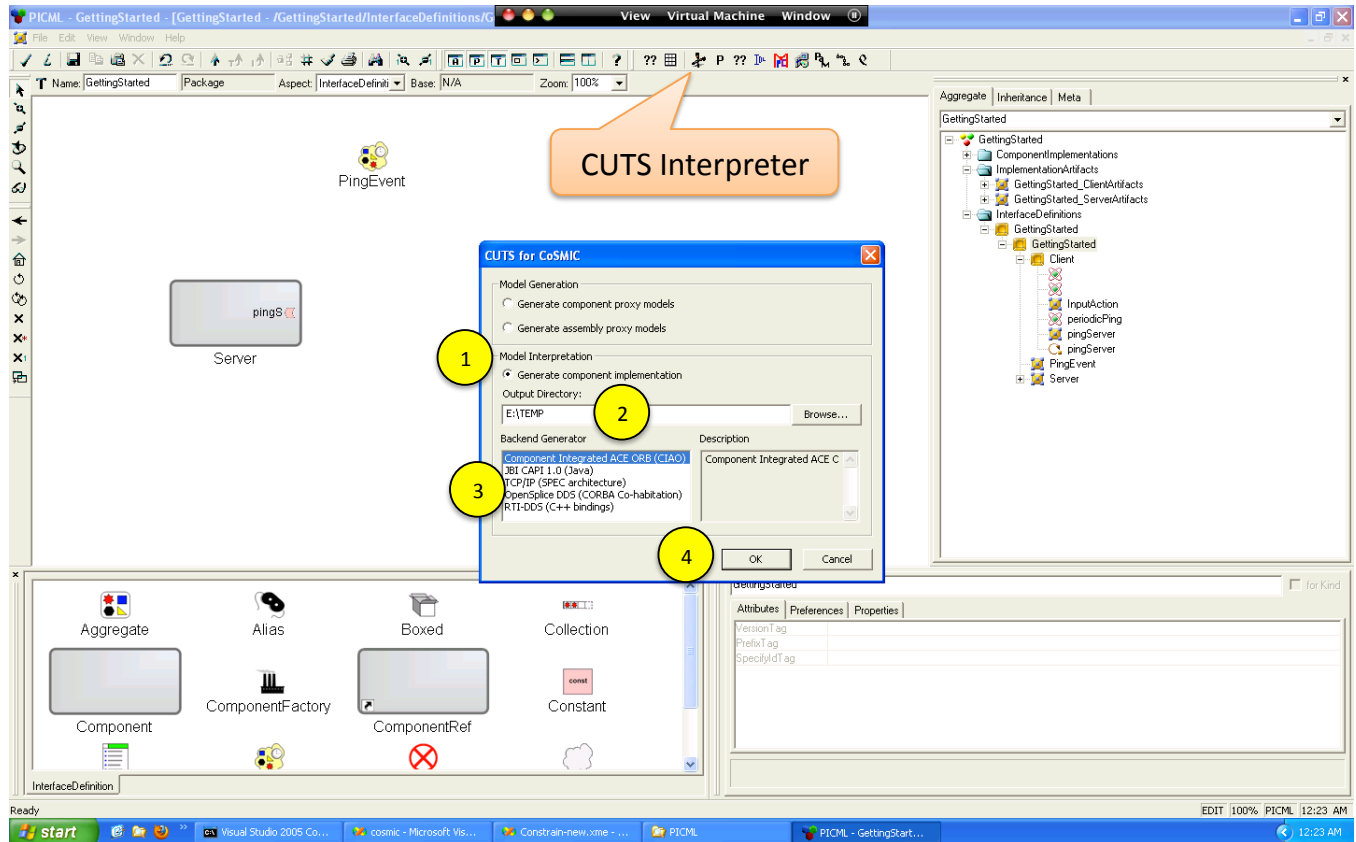 PICML - GettingStarted - [GettingStarted - /GettingStarted/InterfaceDefinitions/G
View Virtual Machine Window
File Edit View Window Help
?? P ??
Name: GettingStarted Package Aspect: InterfaceDefiniti Base: N/A Zoom: 100%
CUTS Interpreter
PingEvent
pingS
Server
Aggregate Inheritance Meta
GettingStarted
GettingStarted
ComponentImplementations
ImplementationArtifacts
GettingStarted_ClientArtifacts
GettingStarted_ServerArtifacts
InterfaceDefinitions
GettingStarted
GettingStarted
Client
InputAction
periodicPing
pingServer
pingServer
PingEvent
Server
CUTS for CoSMIC
Model Generation
Generate component proxy models
Generate assembly proxy models
1
Model Interpretation
Generate component implementation
Output Directory:
E:\TEMP
2
Browse...
Backend Generator
Description
Component Integrated ACE ORB (CIAO)
JBI CAPI 1.0 (Java)
TCP/IP (SPEC architecture)
OpenSplice DDS (CORBA Co-habitation)
RTI-DDS (C++ bindings)
3
Component Integrated ACE C
4
OK
Cancel
Aggregate Alias Boxed Collection
const
Component ComponentFactory ComponentRef Constant
InterfaceDefinition
GettingStarted
for Kind
Attributes Preferences Properties
VersionTag
PrefixTag
SpecifyIdTag
Ready
EDIT 100% PICML 12:23 AM
start
Visual Studio 2005 Co...
cosmic - Microsoft Vis...
Constrain-new.xme - ...
PICML
PICML - GettingStart...
12:23 AM